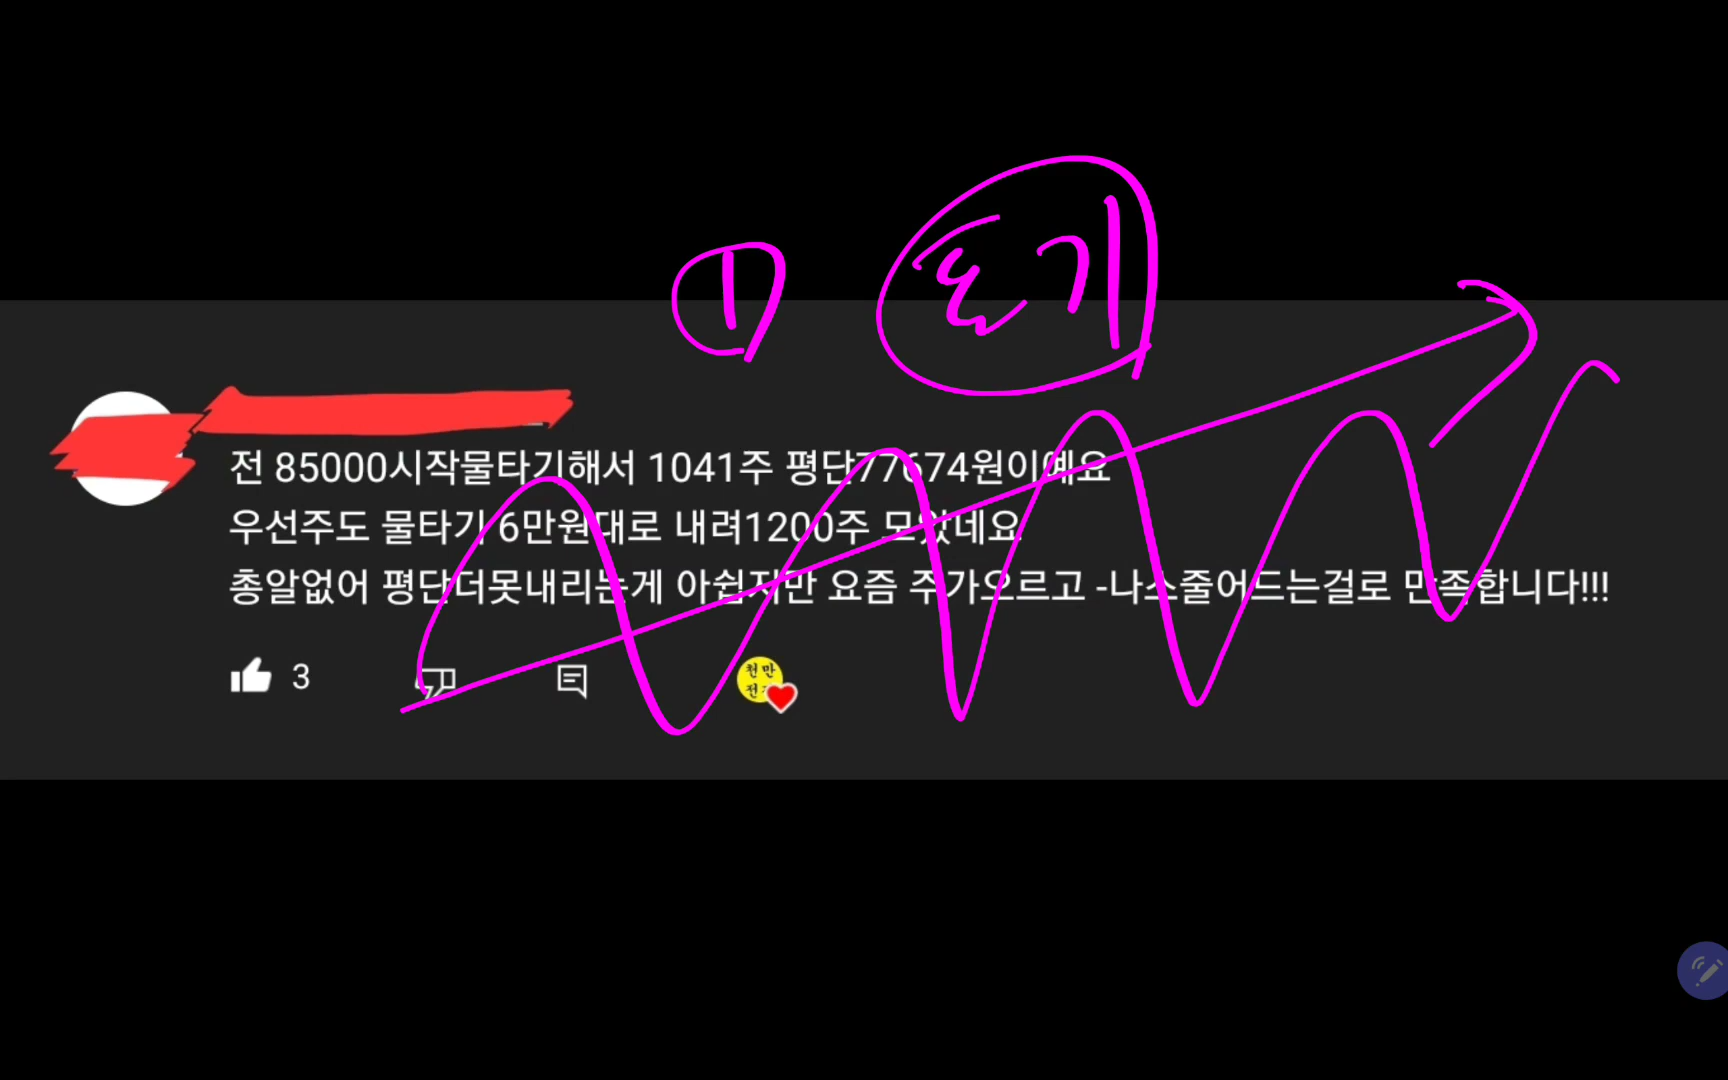 ① 돈기
전 85000시작물타기해서 1041주 평단77674원이예요
우선주도 물타기 6만원대로 내려1200주 모았네요
총알없어 평단더못내리는게 아쉽지만 요즘 주가오르고 -나스줄어드는걸로 만족합니다!!!
3
천만